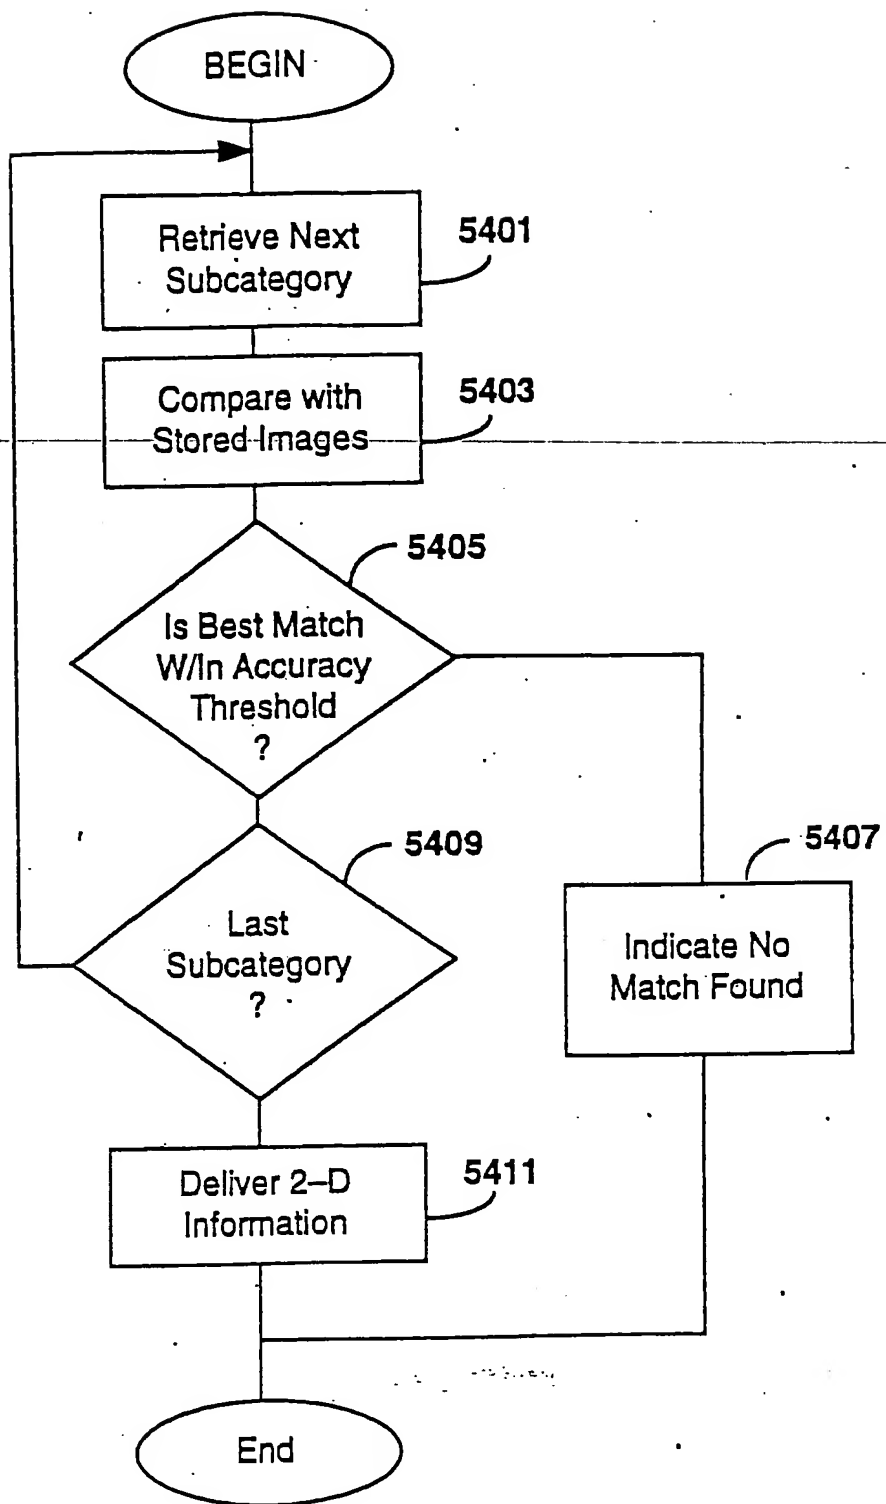 BEGIN
Retrieve Next
Subcategory
5401
Compare with
Stored Images
5403
Is Best Match
W/In Accuracy
Threshold
?
5405
Last
Subcategory
?
5409
5407
Indicate No
Match Found
Deliver 2-D
Information
5411
End